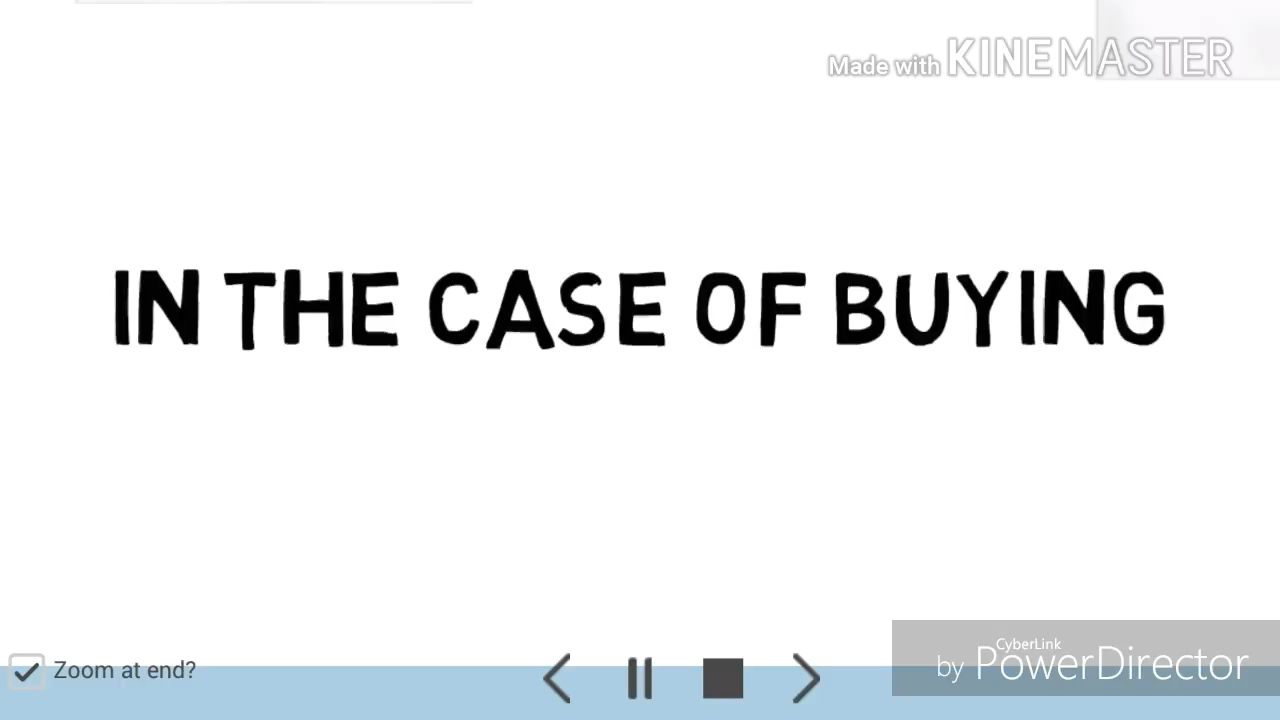 Made with KINEMASTER
IN THE CASE OF BUYING
Zoom at end?
CyberLink
by PowerDirector